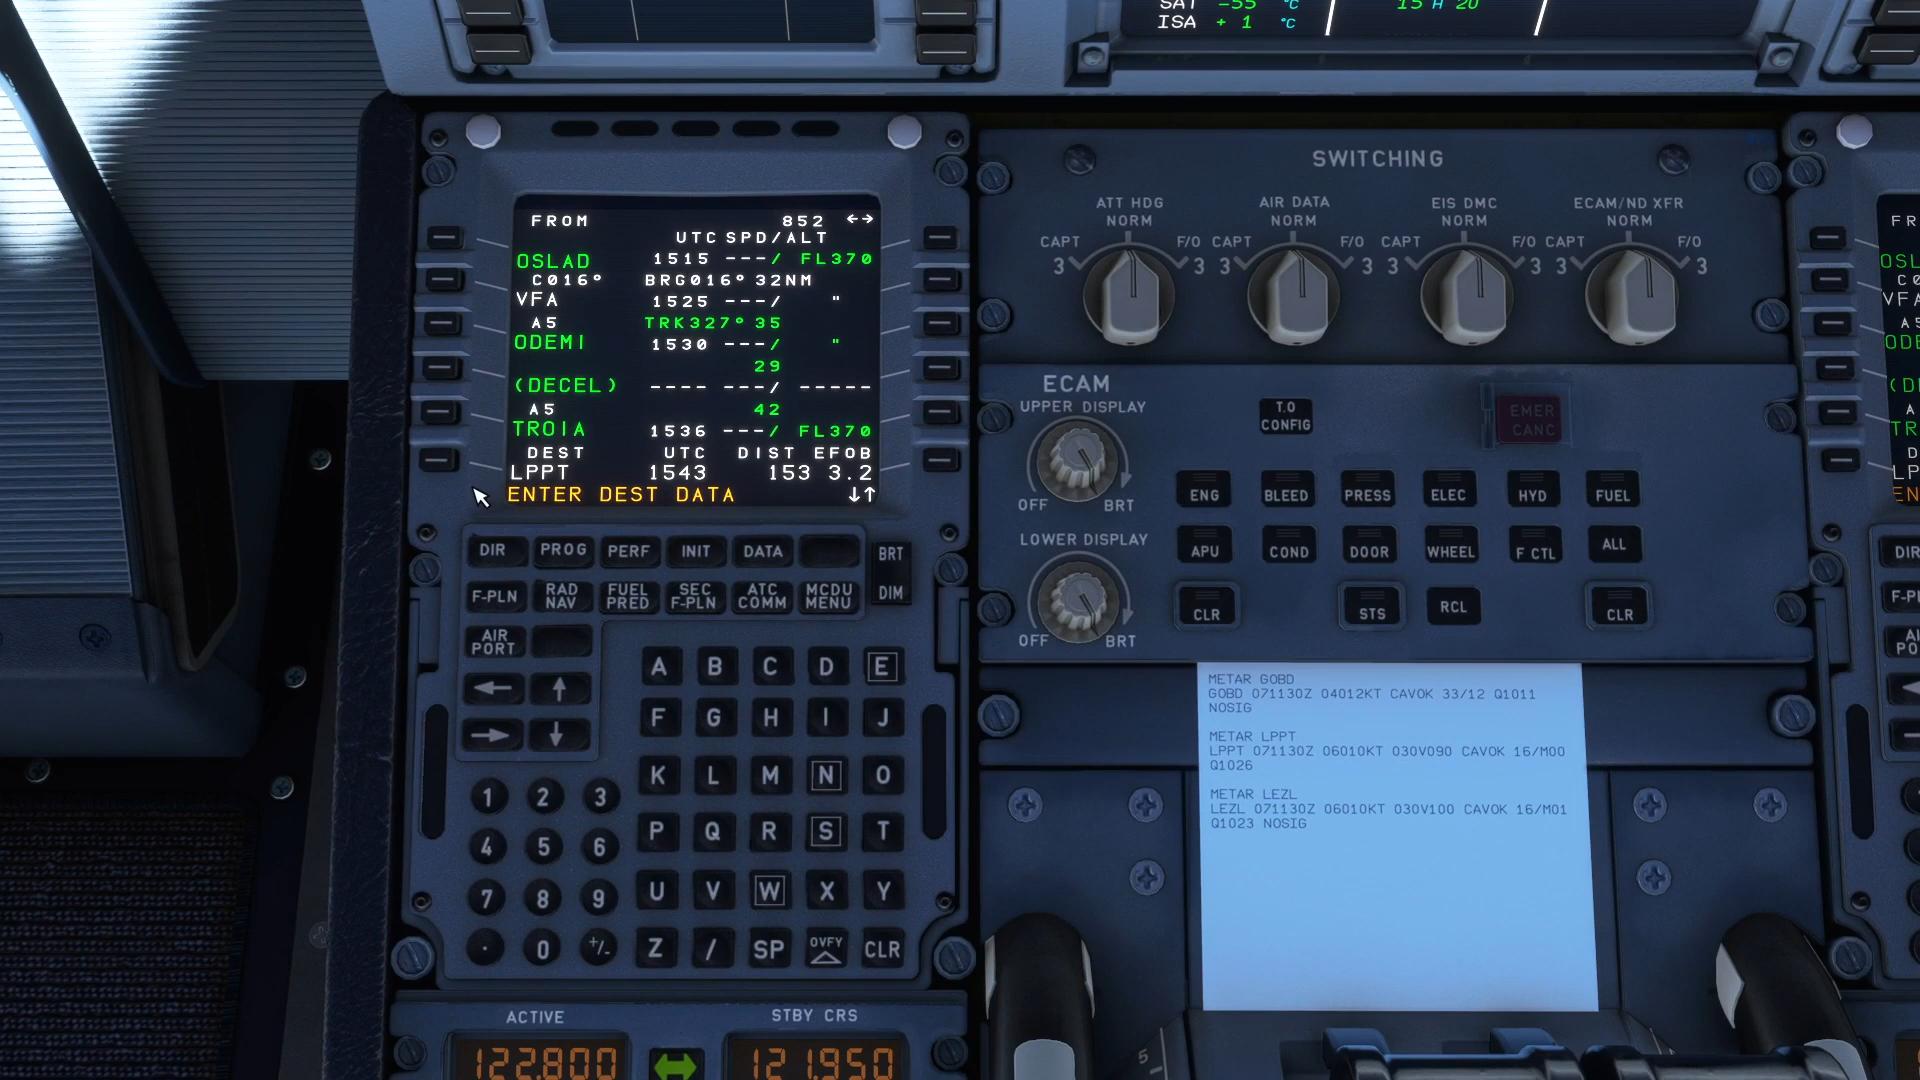 SAT -55 °C
15 H 20
ISA + 1 °C
FROM 852 ↔
UTC SPD/ALT
OSLAD 1515 ---/ FL370
C016° BRG016° 32NM
VFA 1525 ---/ "
A5 TRK327° 35
ODEMI 1530 ---/ "
29
(DECEL) ---- ---/ -----
A5 42
TROIA 1536 ---/ FL370
DEST UTC DIST EFOB
LPPT 1543 153 3.2
ENTER DEST DATA ↓↑
DIR PROG PERF INIT DATA
BRT
DIM
F-PLN RAD NAV FUEL PRED SEC F-PLN ATC COMM MCDU MENU
AIR PORT
← ↑
→ ↓
A B C D E
F G H I J
K L M N O
P Q R S T
U V W X Y
Z / SP OVFY CLR
1 2 3
4 5 6
7 8 9
. 0 +/-
ACTIVE STBY CRS
122.800 121.950
SWITCHING
ATT HDG AIR DATA EIS DMC ECAM/ND XFR
NORM NORM NORM NORM
CAPT F/O CAPT F/O CAPT F/O CAPT F/O
3 3 3 3 3 3 3 3
ECAM
UPPER DISPLAY
OFF BRT
LOWER DISPLAY
OFF BRT
T.O CONFIG
EMER CANC
ENG BLEED PRESS ELEC HYD FUEL
APU COND DOOR WHEEL F CTL ALL
CLR STS RCL CLR
METAR GOBD
GOBD 071130Z 04012KT CAVOK 33/12 Q1011
NOSIG
METAR LPPT
LPPT 071130Z 06010KT 030V090 CAVOK 16/M00
Q1026
METAR LEZL
LEZL 071130Z 06010KT 030V100 CAVOK 16/M01
Q1023 NOSIG
5